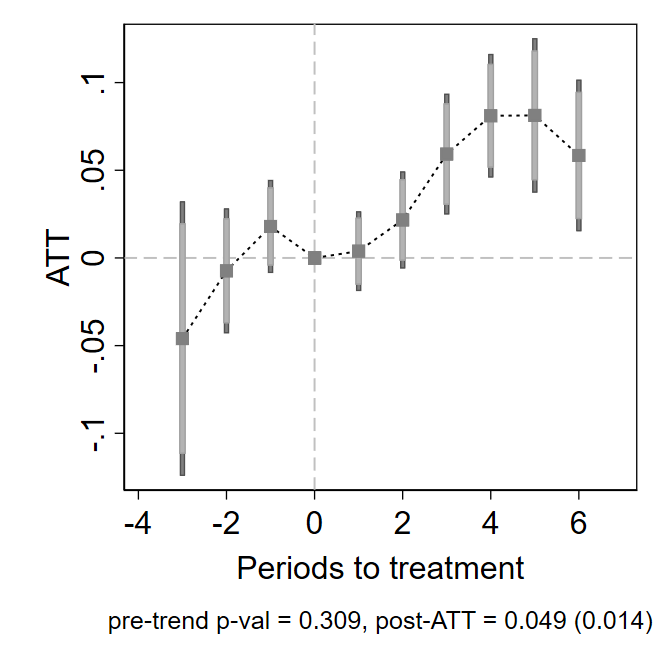 .1
.05
0
-.05
-.1
ATT
-4 -2 0 2 4 6
Periods to treatment
pre-trend p-val = 0.309, post-ATT = 0.049 (0.014)